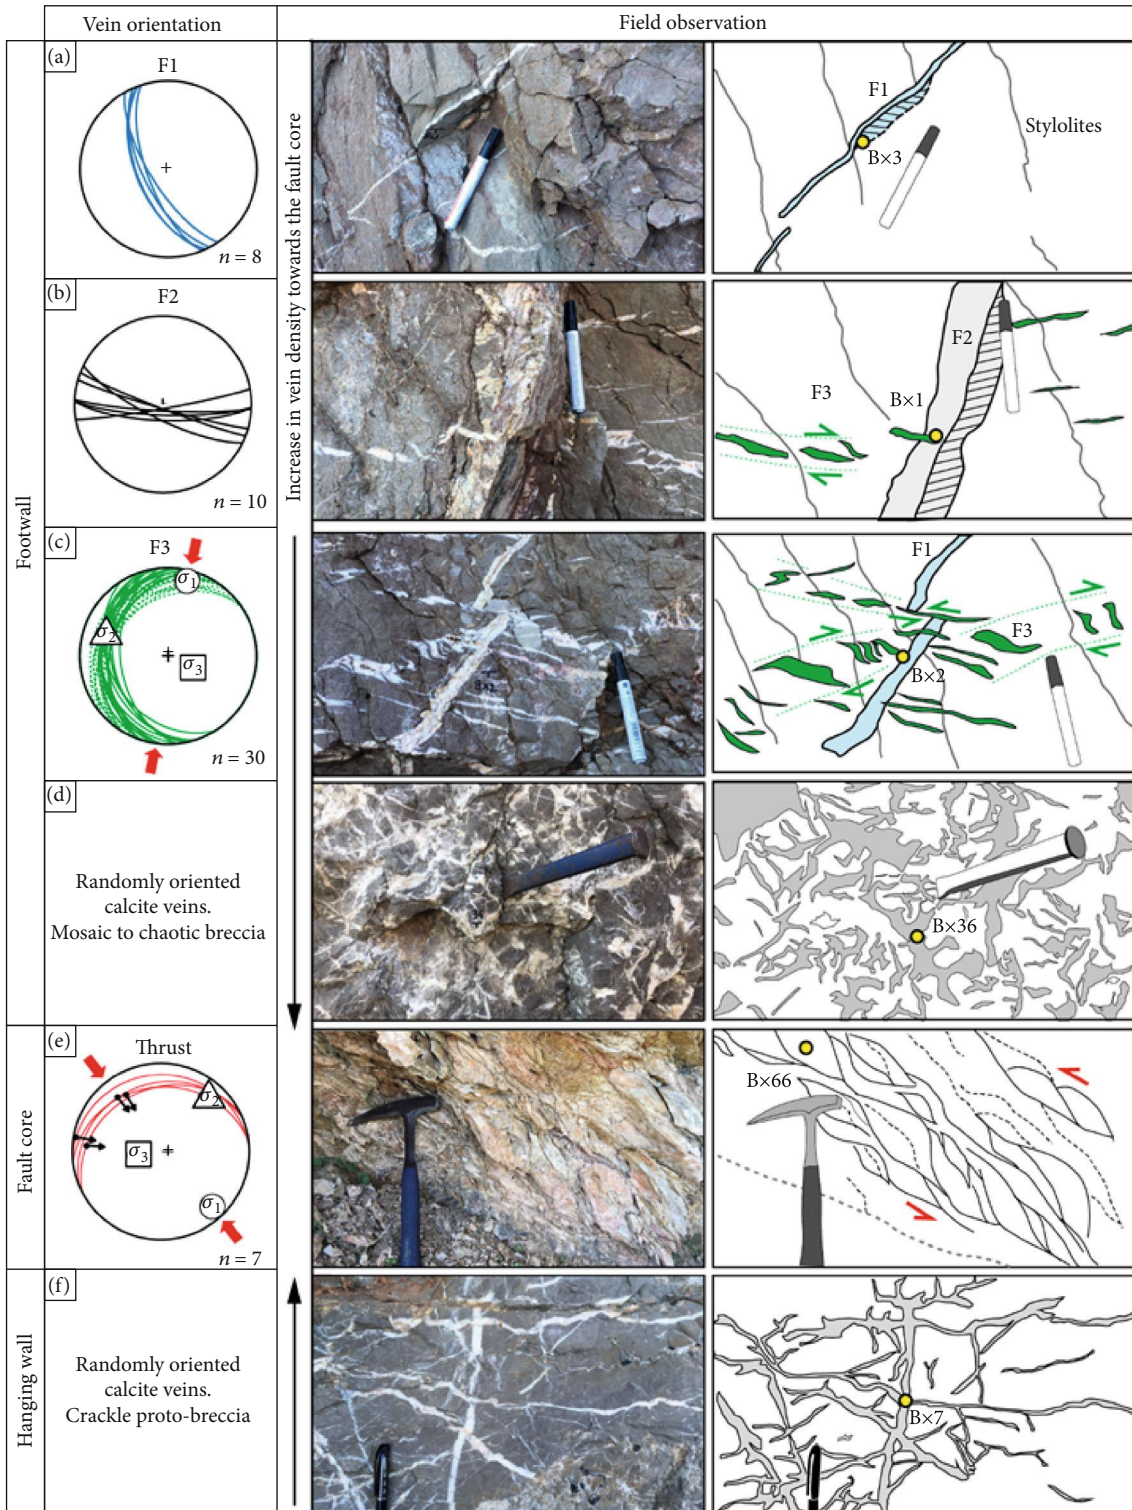 Vein orientation
Field observation
Footwall
Fault core
Hanging wall
Increase in vein density towards the fault core
(a)
F1
n = 8
F1
B×3
Stylolites
(b)
F2
n = 10
F2
F3
B×1
(c)
F3
σ1
σ2
σ3
n = 30
F1
F3
B×2
(d)
Randomly oriented
calcite veins.
Mosaic to chaotic breccia
B×36
(e)
Thrust
σ2
σ3
σ1
n = 7
B×66
(f)
Randomly oriented
calcite veins.
Crackle proto-breccia
B×7